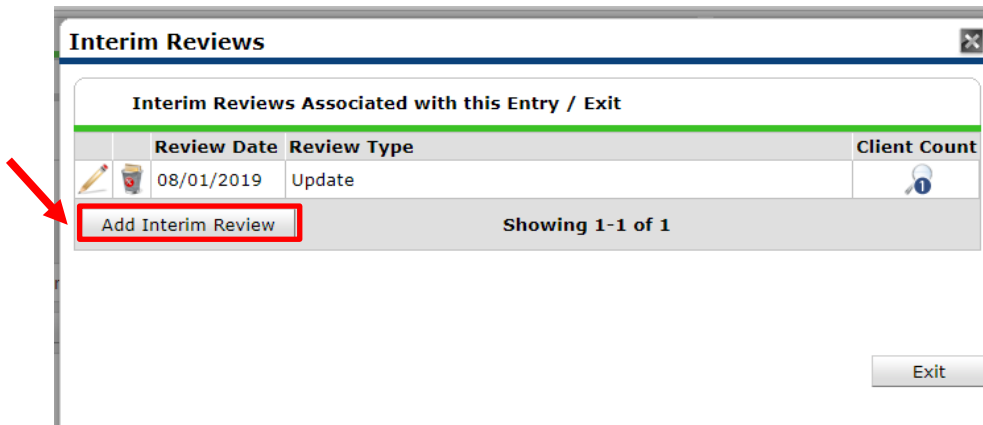 Interim Reviews
Interim Reviews Associated with this Entry / Exit
Review Date Review Type Client Count
08/01/2019 Update 1
Add Interim Review Showing 1-1 of 1
Exit